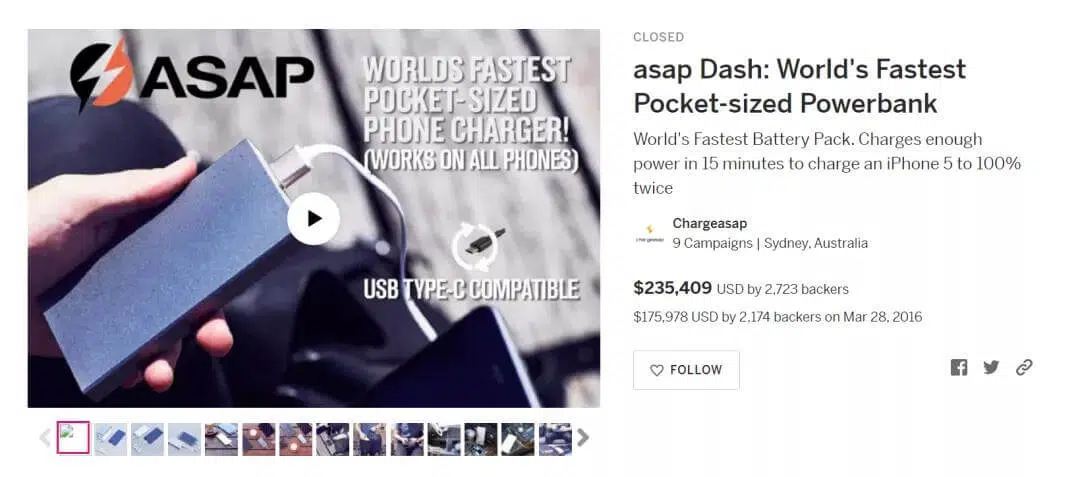 ASAP
WORLDS FASTEST
POCKET-SIZED
PHONE CHARGER!
(WORKS ON ALL PHONES)
USB TYPE-C COMPATIBLE
CLOSED
asap Dash: World's Fastest
Pocket-sized Powerbank
World's Fastest Battery Pack. Charges enough
power in 15 minutes to charge an iPhone 5 to 100%
twice
chargeasap
Chargeasap
9 Campaigns | Sydney, Australia
$235,409 USD by 2,723 backers
$175,978 USD by 2,174 backers on Mar 28, 2016
FOLLOW